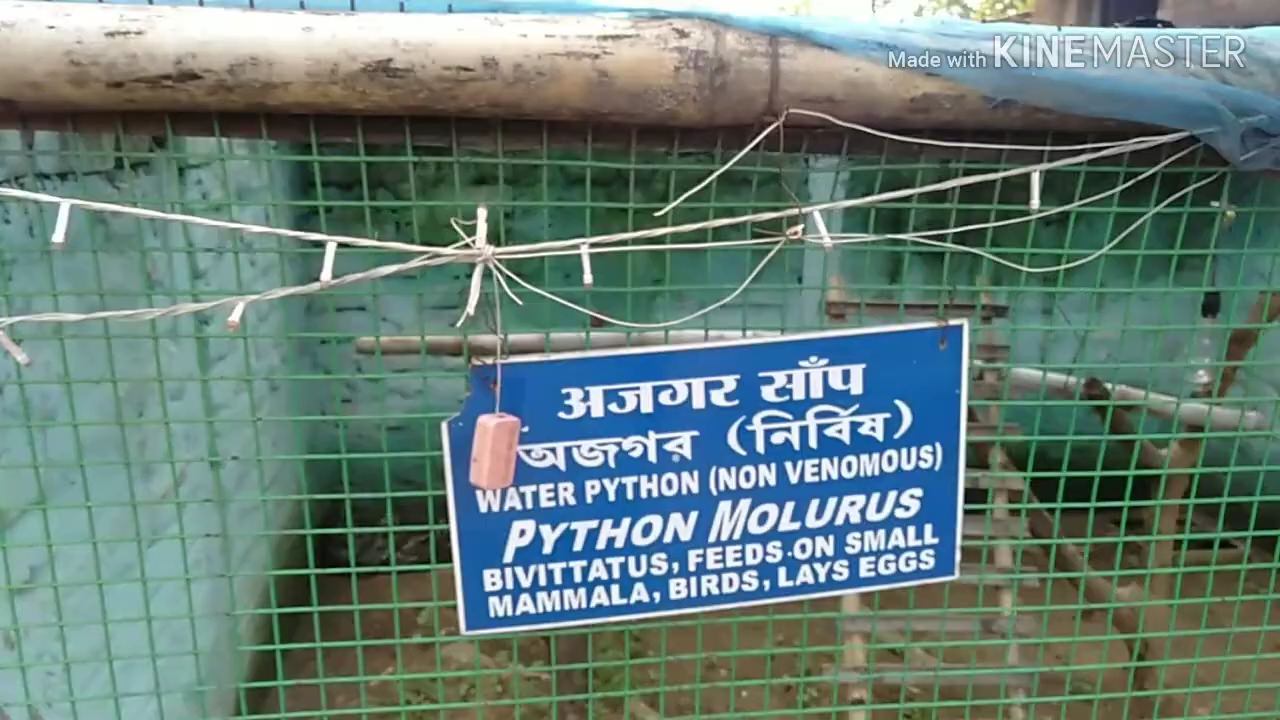 Made with KINEMASTER
अजगर साँप
অজগর (নির্বিষ)
WATER PYTHON (NON VENOMOUS)
PYTHON MOLURUS
BIVITTATUS, FEEDS.ON SMALL
MAMMALA, BIRDS, LAYS EGGS